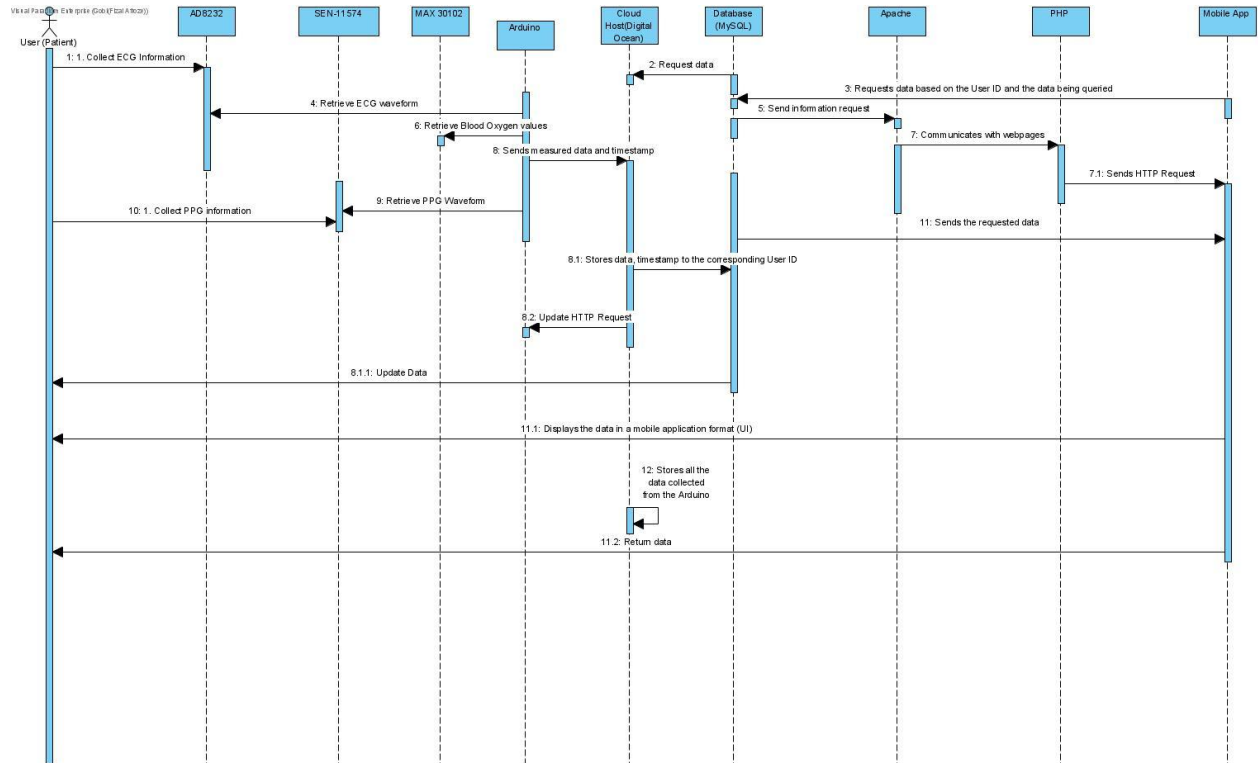 Visual Paradigm Enterprise
User (Patient)
AD8232
SEN-11574
MAX 30102
Arduino
Cloud
Host(Digital
Ocean)
Database
(MySQL)
Apache
PHP
Mobile App
1: 1. Collect ECG Information
2: Request data
3: Requests data based on the User ID and the data being queried
4: Retrieve ECG waveform
5: Send information request
6: Retrieve Blood Oxygen values
7: Communicates with webpages
8: Sends measured data and timestamp
7.1: Sends HTTP Request
9: Retrieve PPG Waveform
10: 1. Collect PPG information
11: Sends the requested data
8.1: Stores data, timestamp to the corresponding User ID
8.2: Update HTTP Request
8.1.1: Update Data
11.1: Displays the data in a mobile application format (UI)
12: Stores all the
data collected
from the Arduino
11.2: Return data